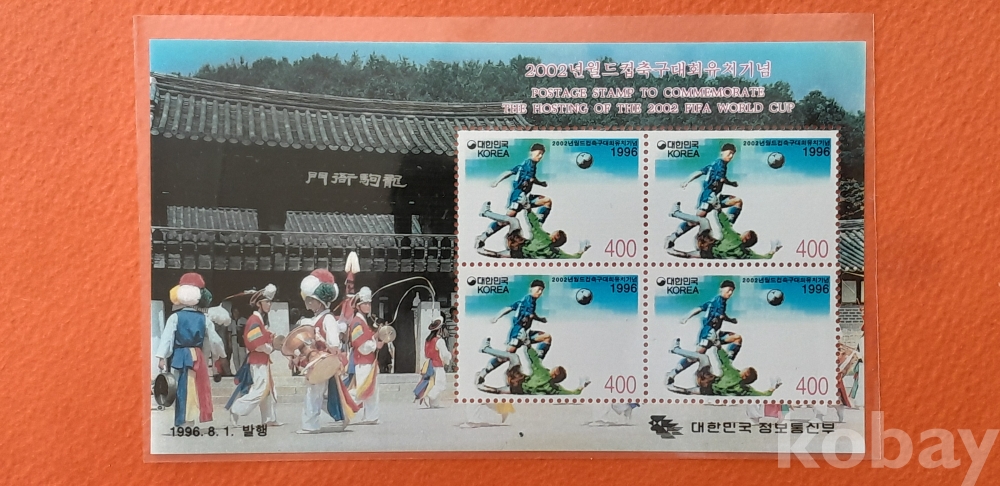 2002년월드컵축구대회유치기념
POSTAGE STAMP TO COMMEMORATE
THE HOSTING OF THE 2002 FIFA WORLD CUP
龍駒衙門
대한민국 2002년월드컵축구대회유치기념
KOREA 1996
400
대한민국 2002년월드컵축구대회유치기념
KOREA 1996
400
대한민국 2002년월드컵축구대회유치기념
KOREA 1996
400
대한민국 2002년월드컵축구대회유치기념
KOREA 1996
400
1996. 8. 1. 발행
대한민국 정보통신부
kobay